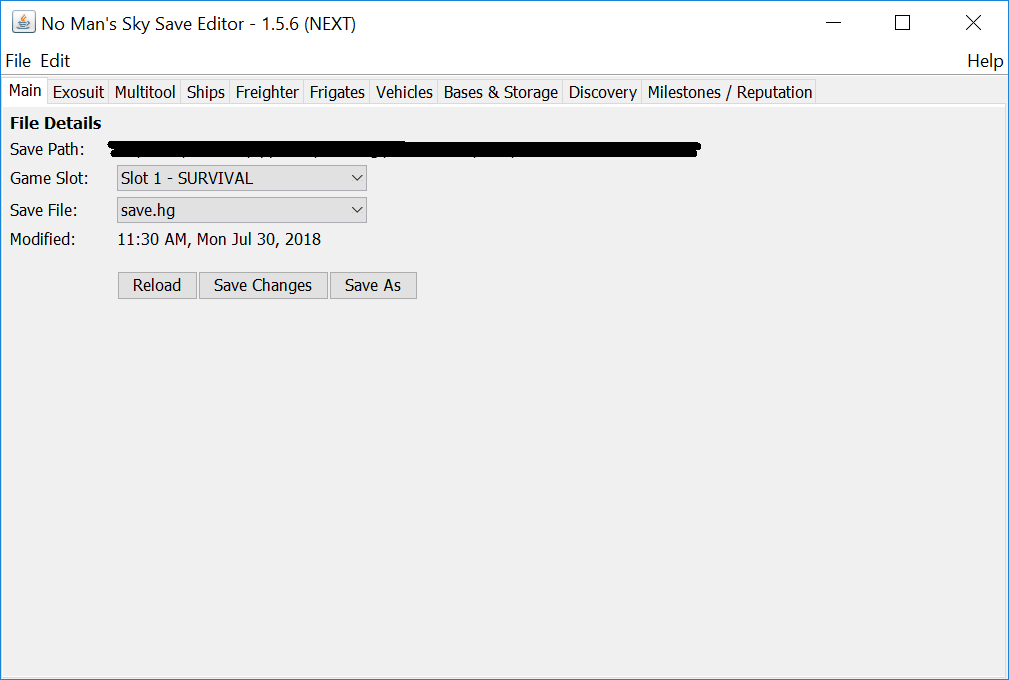 No Man's Sky Save Editor - 1.5.6 (NEXT)
File Edit Help
Main Exosuit Multitool Ships Freighter Frigates Vehicles Bases & Storage Discovery Milestones / Reputation
File Details
Save Path:
Game Slot: Slot 1 - SURVIVAL
Save File: save.hg
Modified: 11:30 AM, Mon Jul 30, 2018
Reload Save Changes Save As